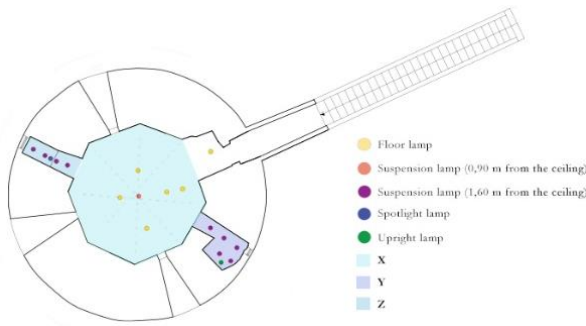 Floor lamp
Suspension lamp (0,90 m from the ceiling)
Suspension lamp (1,60 m from the ceiling)
Spotlight lamp
Upright lamp
X
Y
Z